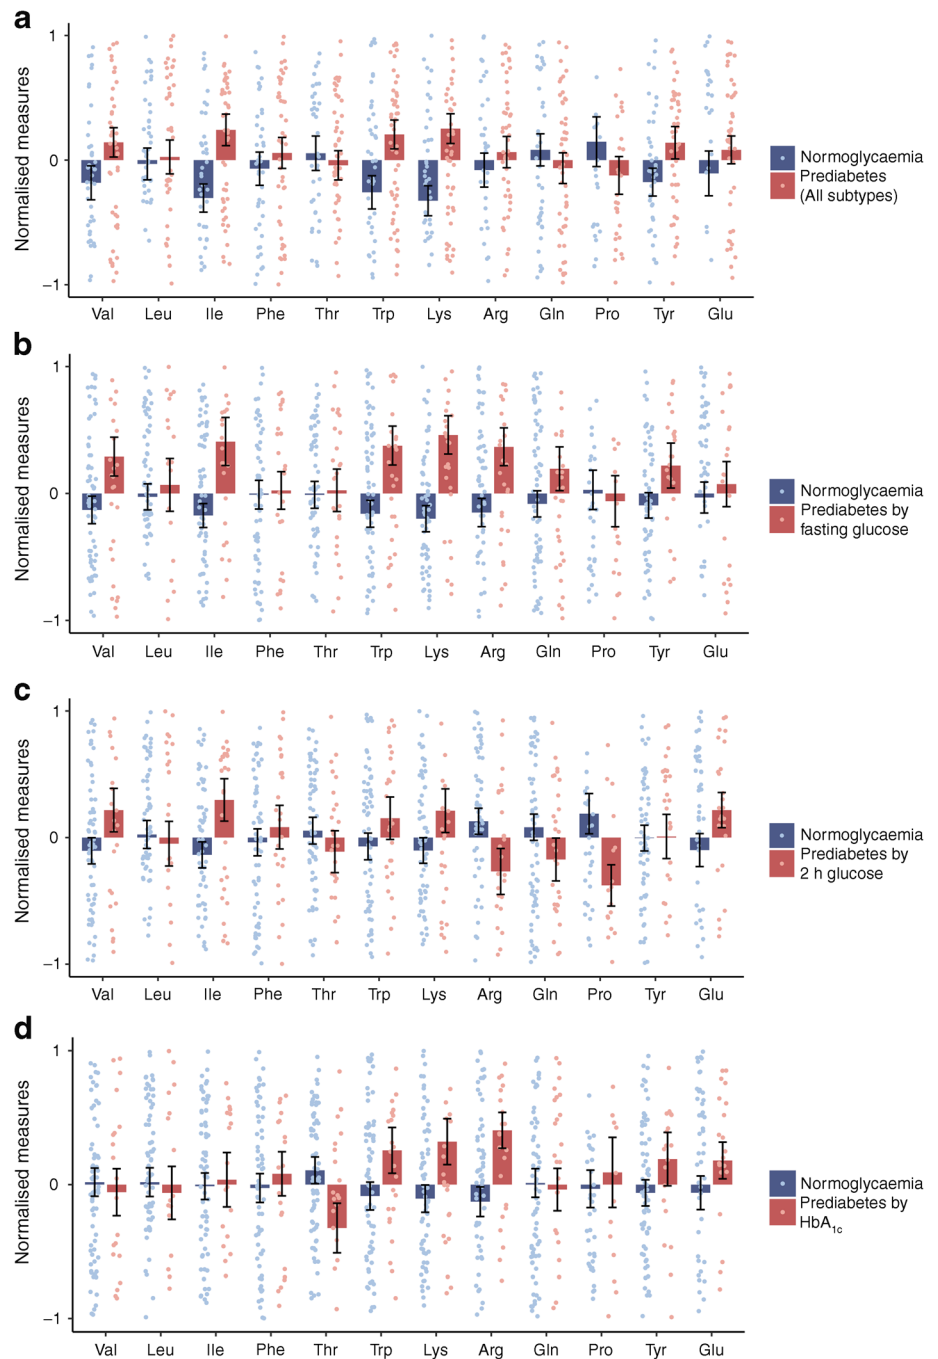 a
Normalised measures
1
0
−1
Val Leu Ile Phe Thr Trp Lys Arg Gln Pro Tyr Glu
Normoglycaemia
Prediabetes
(All subtypes)
b
Normalised measures
1
0
−1
Val Leu Ile Phe Thr Trp Lys Arg Gln Pro Tyr Glu
Normoglycaemia
Prediabetes by
fasting glucose
c
Normalised measures
1
0
−1
Val Leu Ile Phe Thr Trp Lys Arg Gln Pro Tyr Glu
Normoglycaemia
Prediabetes by
2 h glucose
d
Normalised measures
1
0
−1
Val Leu Ile Phe Thr Trp Lys Arg Gln Pro Tyr Glu
Normoglycaemia
Prediabetes by
HbA1c